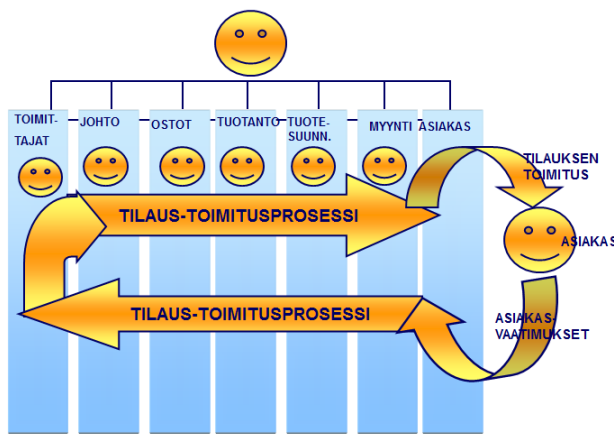 TOIMIT-
TAJAT
JOHTO
OSTOT
TUOTANTO
TUOTE-
SUUNN.
MYYNTI
ASIAKAS
TILAUKSEN
TOIMITUS
TILAUS-TOIMITUSPROSESSI
ASIAKAS
TILAUS-TOIMITUSPROSESSI
ASIAKAS-
VAATIMUKSET